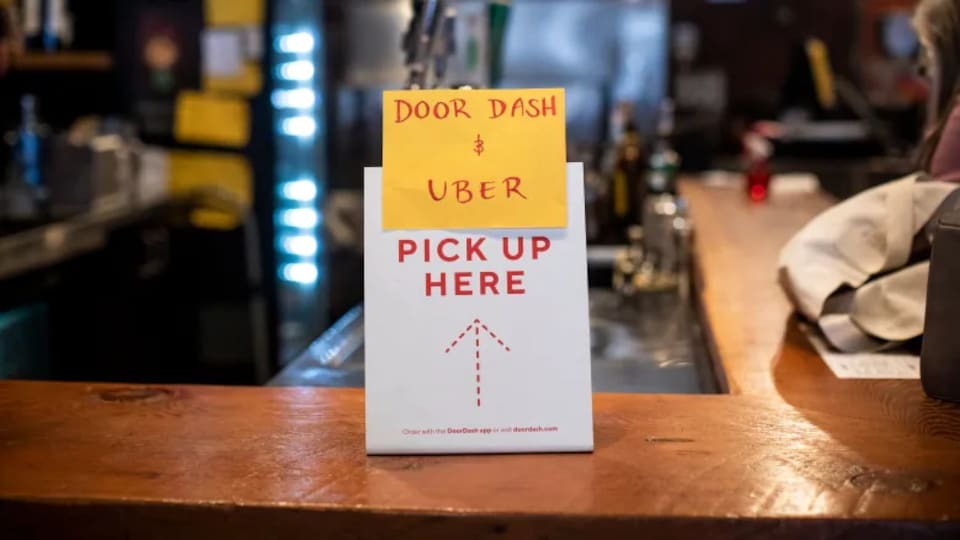 DOOR DASH
&
UBER
PICK UP
HERE
Order with the DoorDash app or visit doordash.com